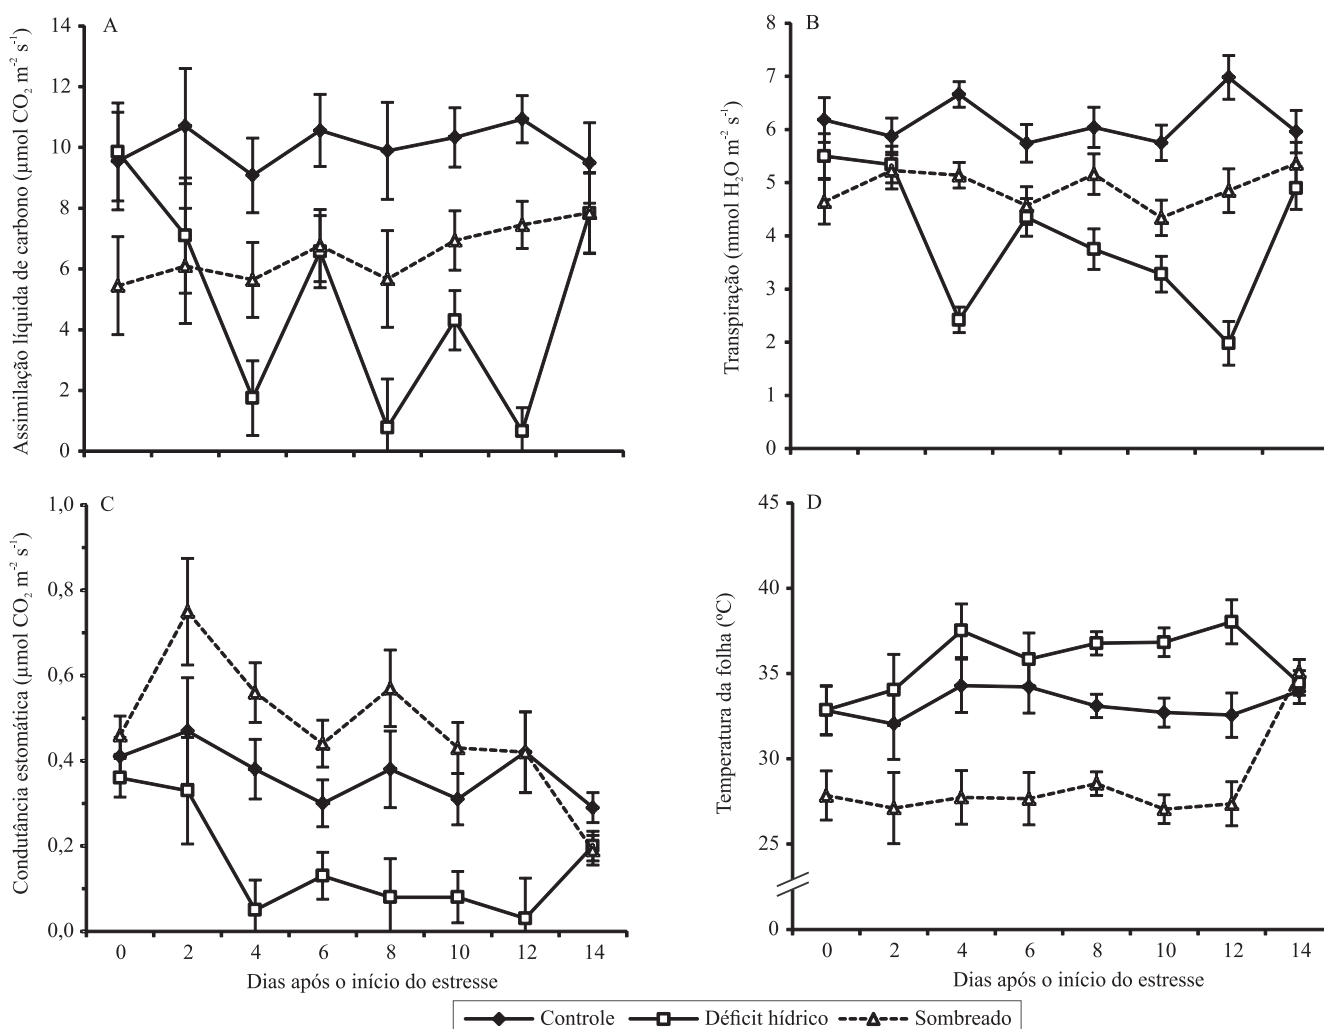 A
Assimilação líquida de carbono (µmol CO₂ m⁻² s⁻¹)
14
12
10
8
6
4
2
0
B
Transpiração (mmol H₂O m⁻² s⁻¹)
8
7
6
5
4
3
2
1
0
C
Condutância estomática (µmol CO₂ m⁻² s⁻¹)
1,0
0,8
0,6
0,4
0,2
0,0
0 2 4 6 8 10 12 14
Dias após o início do estresse
D
Temperatura da folha (ºC)
45
40
35
30
25
0
0 2 4 6 8 10 12 14
Dias após o início do estresse
Controle Déficit hídrico Sombreado